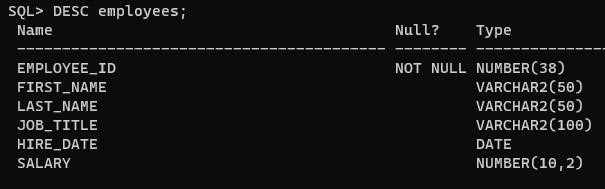 SQL> DESC employees;
Name Null? Type
----------------------------------------- -------- ----------------
EMPLOYEE_ID NOT NULL NUMBER(38)
FIRST_NAME VARCHAR2(50)
LAST_NAME VARCHAR2(50)
JOB_TITLE VARCHAR2(100)
HIRE_DATE DATE
SALARY NUMBER(10,2)